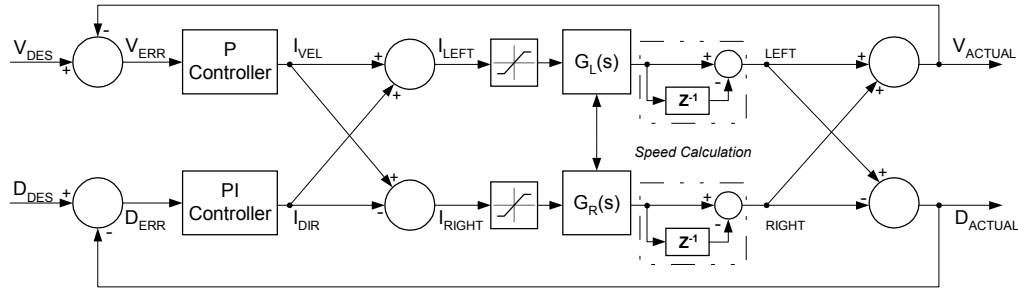 V_DES
+
-
V_ERR
P
Controller
I_VEL
+
+
I_LEFT
G_L(s)
+
-
Z^-1
LEFT
+
+
V_ACTUAL
Speed Calculation
D_DES
+
-
D_ERR
PI
Controller
I_DIR
+
-
I_RIGHT
G_R(s)
+
-
Z^-1
RIGHT
+
-
D_ACTUAL